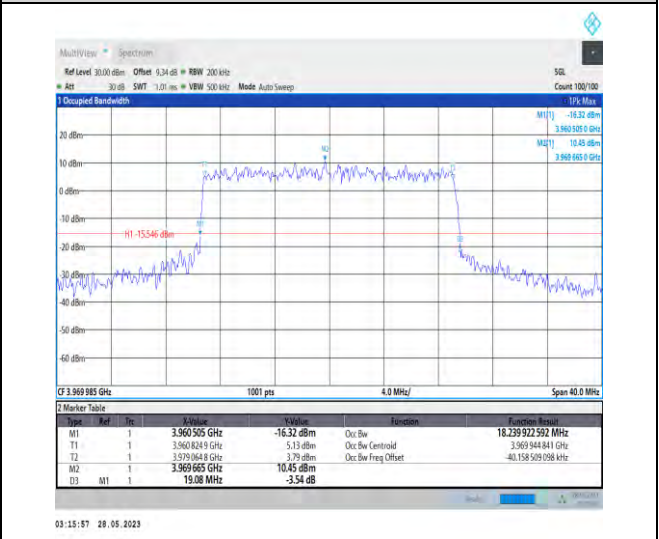 MultiView Spectrum
Ref Level 30.00 dBm Offset 9.34 dB RBW 200 kHz SGL
Att 30 dB SWT 1.01 ms VBW 500 kHz Mode Auto Sweep Count 100/100
1 Occupied Bandwidth 1Pk Max
M1[1] -16.32 dBm
3.960 505 0 GHz
M2[1] 10.45 dBm
3.969 665 0 GHz
20 dBm
10 dBm
0 dBm
-10 dBm
H1 -15.546 dBm
-20 dBm
-30 dBm
-40 dBm
-50 dBm
-60 dBm
CF 3.969 985 GHz 1001 pts 4.0 MHz/ Span 40.0 MHz
2 Marker Table
Type Ref Trc X-Value Y-Value Function Function Result
M1 1 3.960 505 GHz -16.32 dBm Occ Bw 18.239 922 592 MHz
T1 1 3.960 824 9 GHz 5.13 dBm Occ Bw Centroid 3.969 944 841 GHz
T2 1 3.979 064 8 GHz 3.79 dBm Occ Bw Freq Offset -40.158 509 098 kHz
M2 1 3.969 665 GHz 10.45 dBm
D3 M1 1 19.08 MHz -3.54 dB
03:15:57 28.05.2023